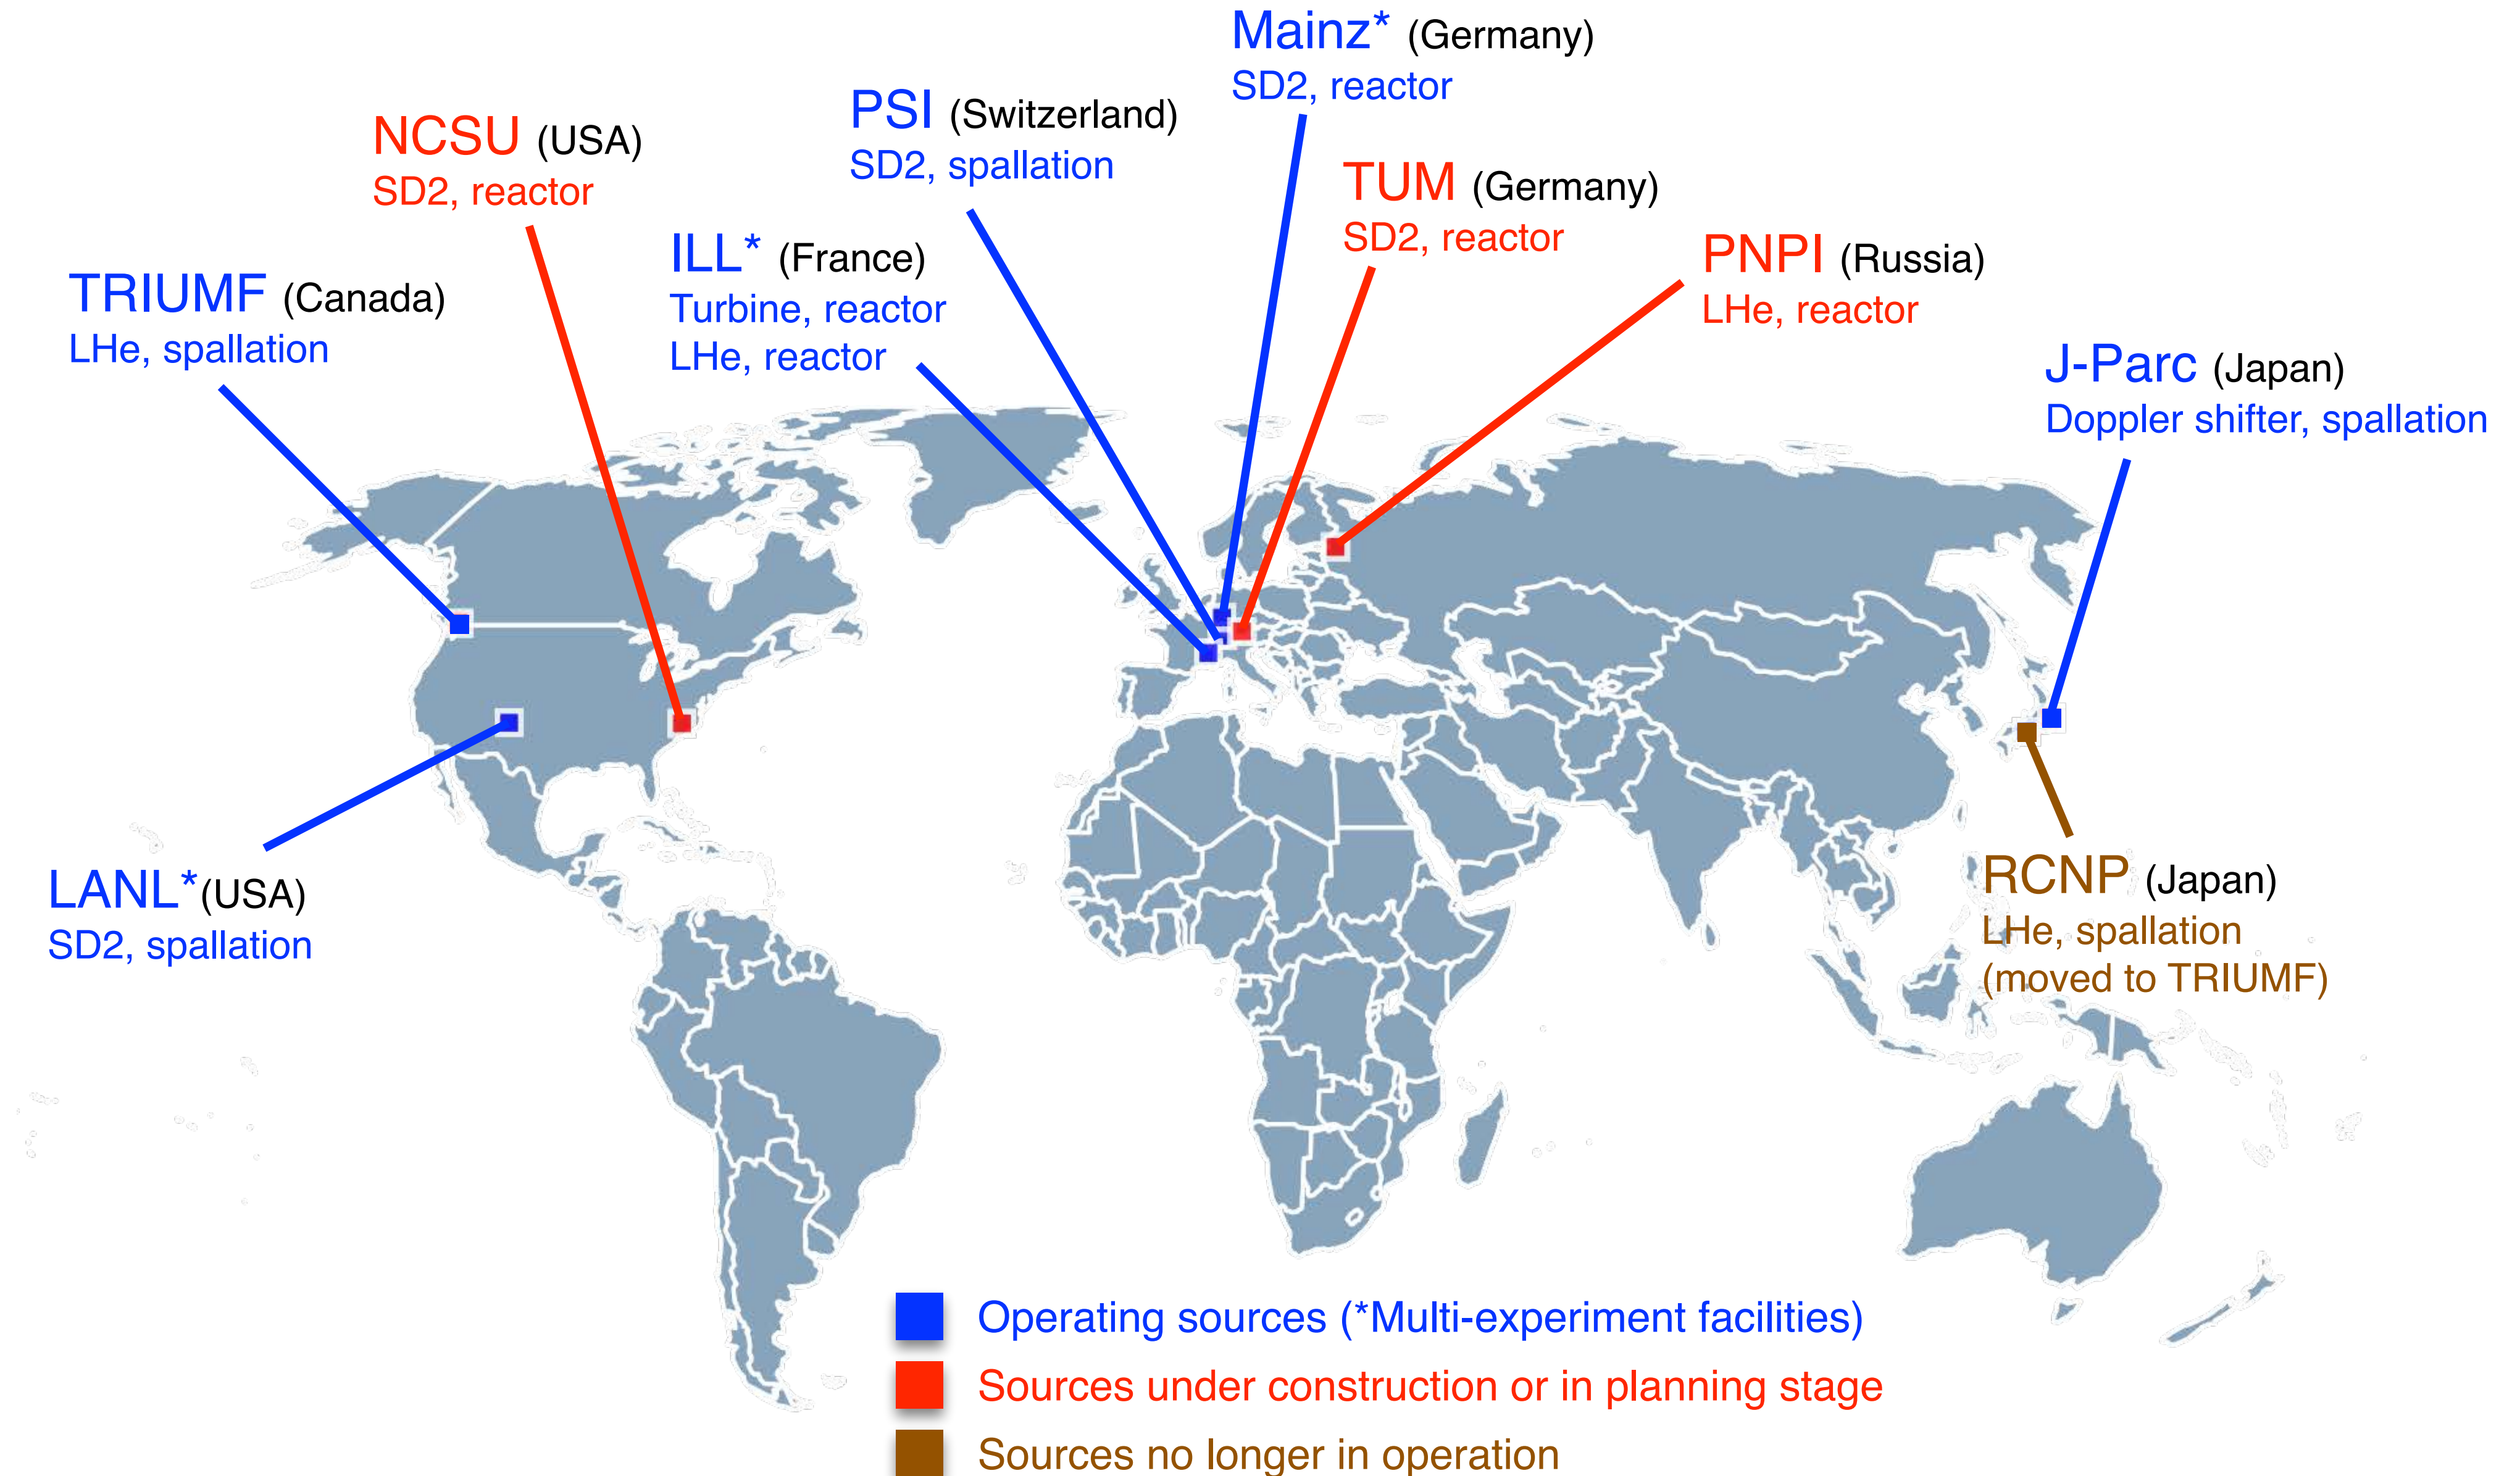 Mainz* (Germany)
SD2, reactor
PSI (Switzerland)
SD2, spallation
NCSU (USA)
SD2, reactor
TUM (Germany)
SD2, reactor
ILL* (France)
Turbine, reactor
LHe, reactor
PNPI (Russia)
LHe, reactor
TRIUMF (Canada)
LHe, spallation
J-Parc (Japan)
Doppler shifter, spallation
LANL*(USA)
SD2, spallation
RCNP (Japan)
LHe, spallation
(moved to TRIUMF)
Operating sources (*Multi-experiment facilities)
Sources under construction or in planning stage
Sources no longer in operation